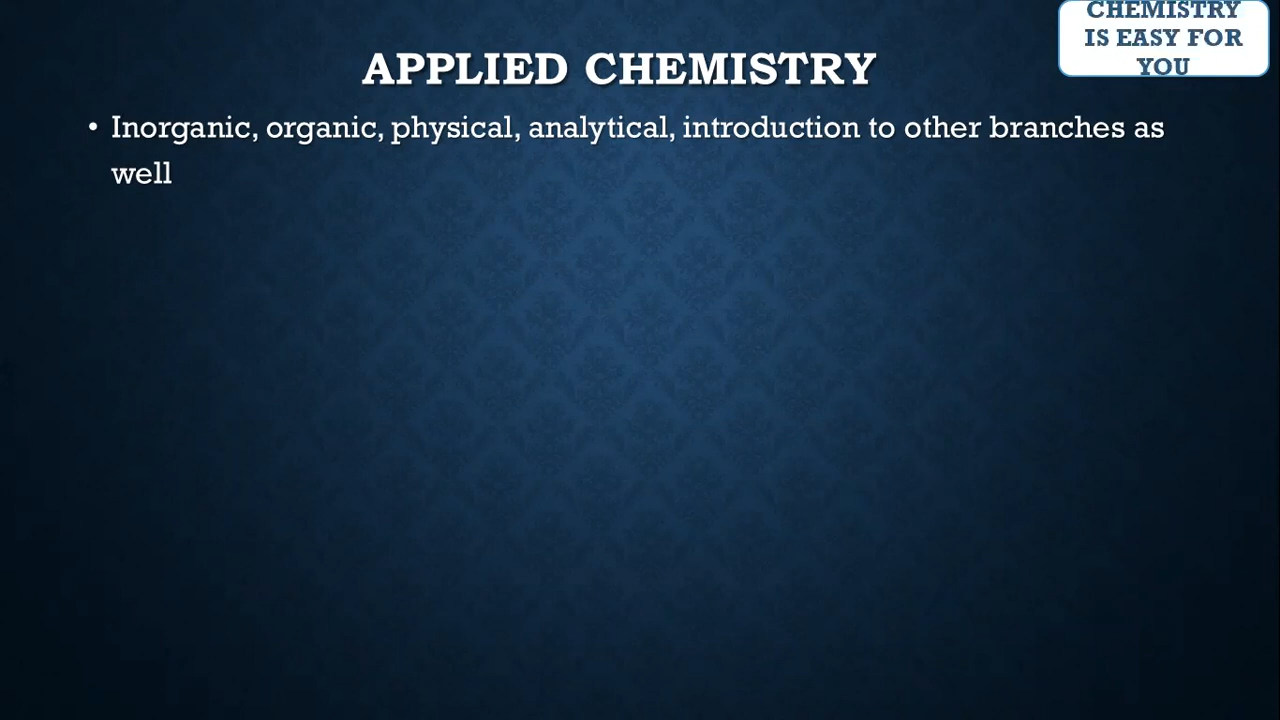 CHEMISTRY
IS EASY FOR
YOU
APPLIED CHEMISTRY
• Inorganic, organic, physical, analytical, introduction to other branches as
well